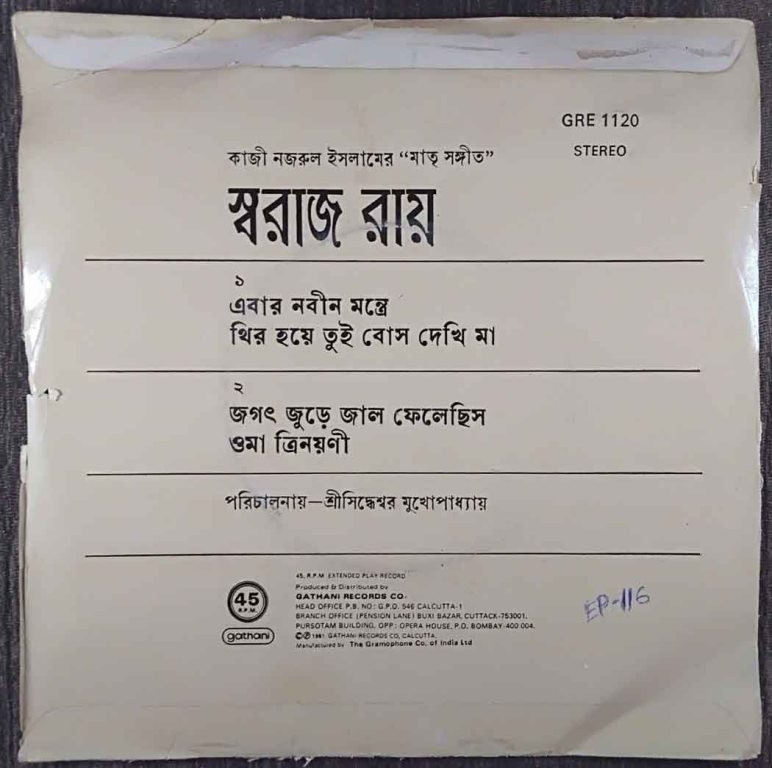 GRE 1120
STEREO
কাজী নজরুল ইসলামের “মাতৃ সঙ্গীত”
স্বরাজ রায়
১
এবার নবীন মন্ত্রে
থির হয়ে তুই বোস দেখি মা
২
জগৎ জুড়ে জাল ফেলেছিস
ওমা ত্রিনয়ণী
পরিচালনায়—শ্রীসিদ্ধেশ্বর মুখোপাধ্যায়
45
R.P.M.
gathani
45, R.P.M. EXTENDED PLAY RECORD
Produced & Distributed by
GATHANI RECORDS CO.
HEAD OFFICE P.B. NO: G.P.O. 546 CALCUTTA-1
BRANCH OFFICE (PENSION LANE) BUXI BAZAR, CUTTACK-753001.
PURSOTAM BUILDING, OPP: OPERA HOUSE, P.O. BOMBAY-400 004.
©℗ 1981 GATHANI RECORDS CO, CALCUTTA.
Manufactured by The Gramophone Co. of India Ltd
EP-116